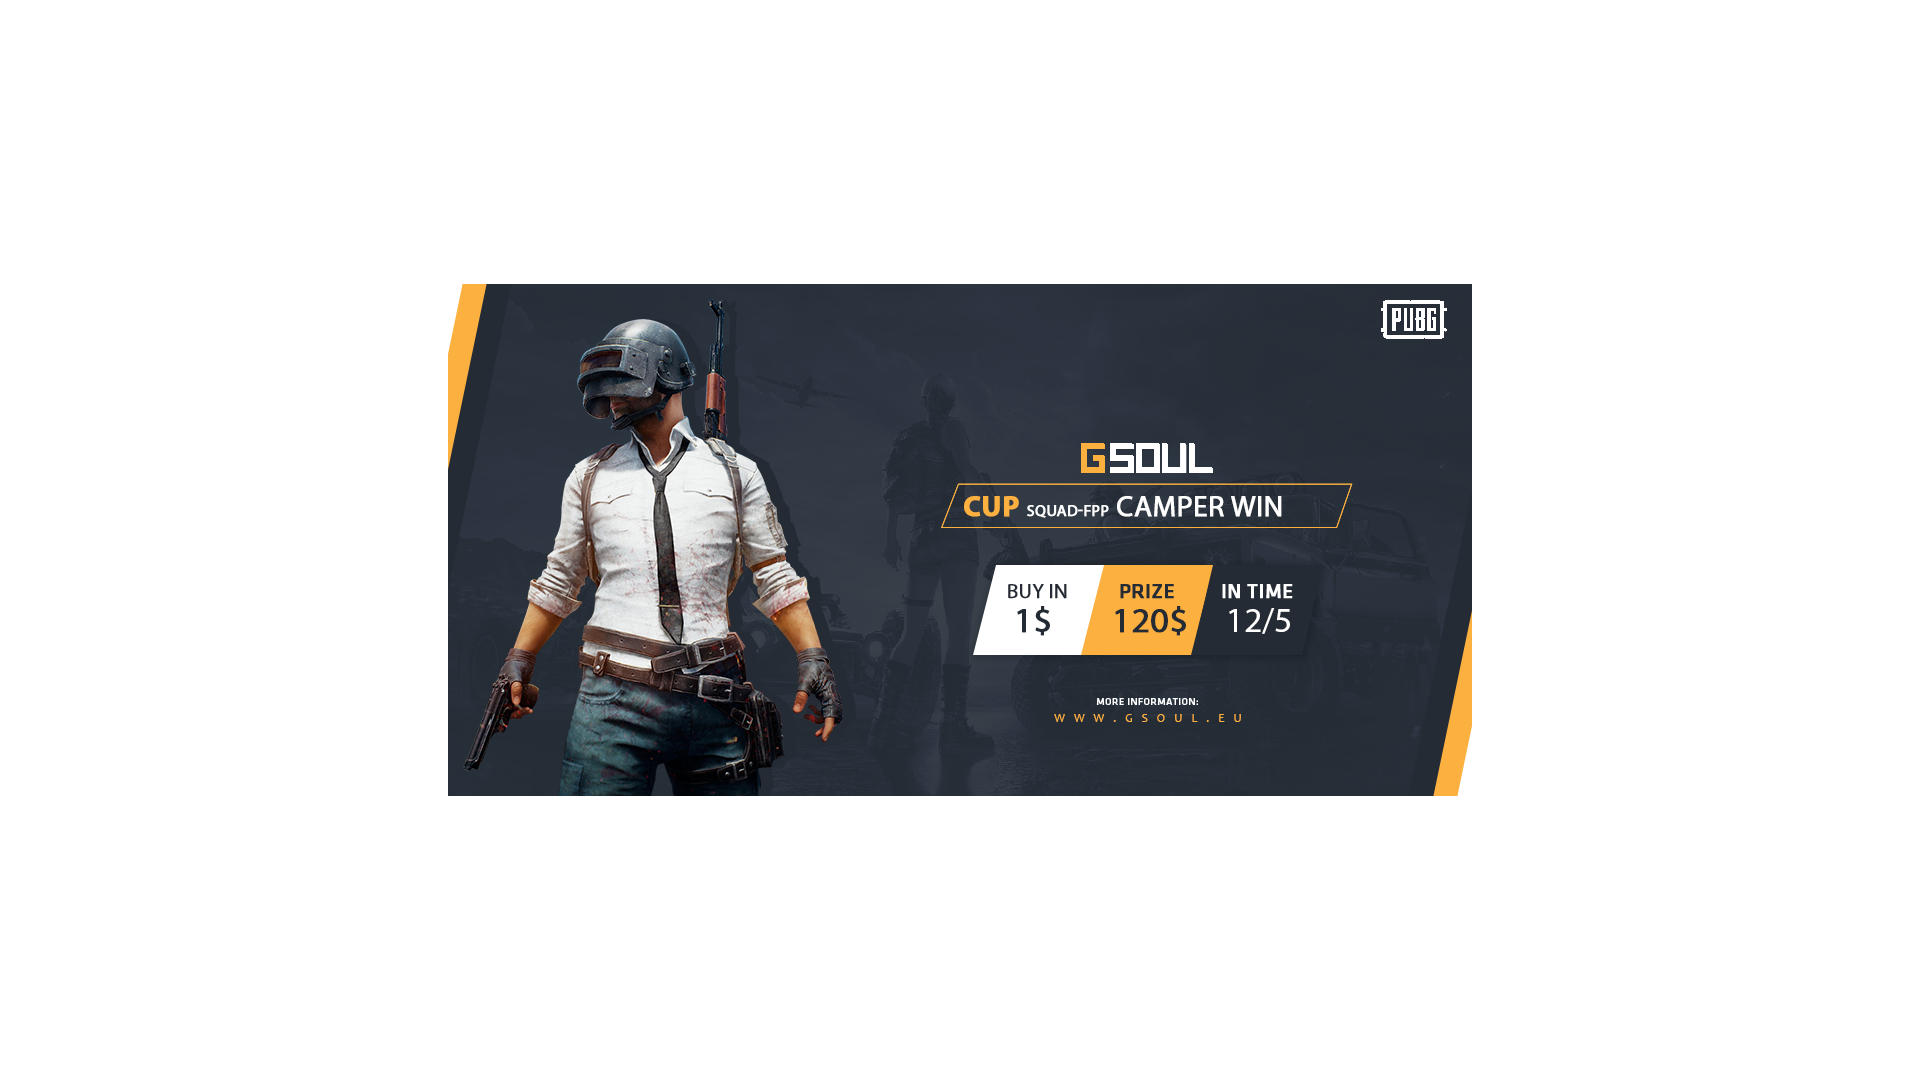 PUBG
GSOUL
CUP SQUAD-FPP CAMPER WIN
BUY IN
1$
PRIZE
120$
IN TIME
12/5
MORE INFORMATION:
WWW.GSOUL.EU